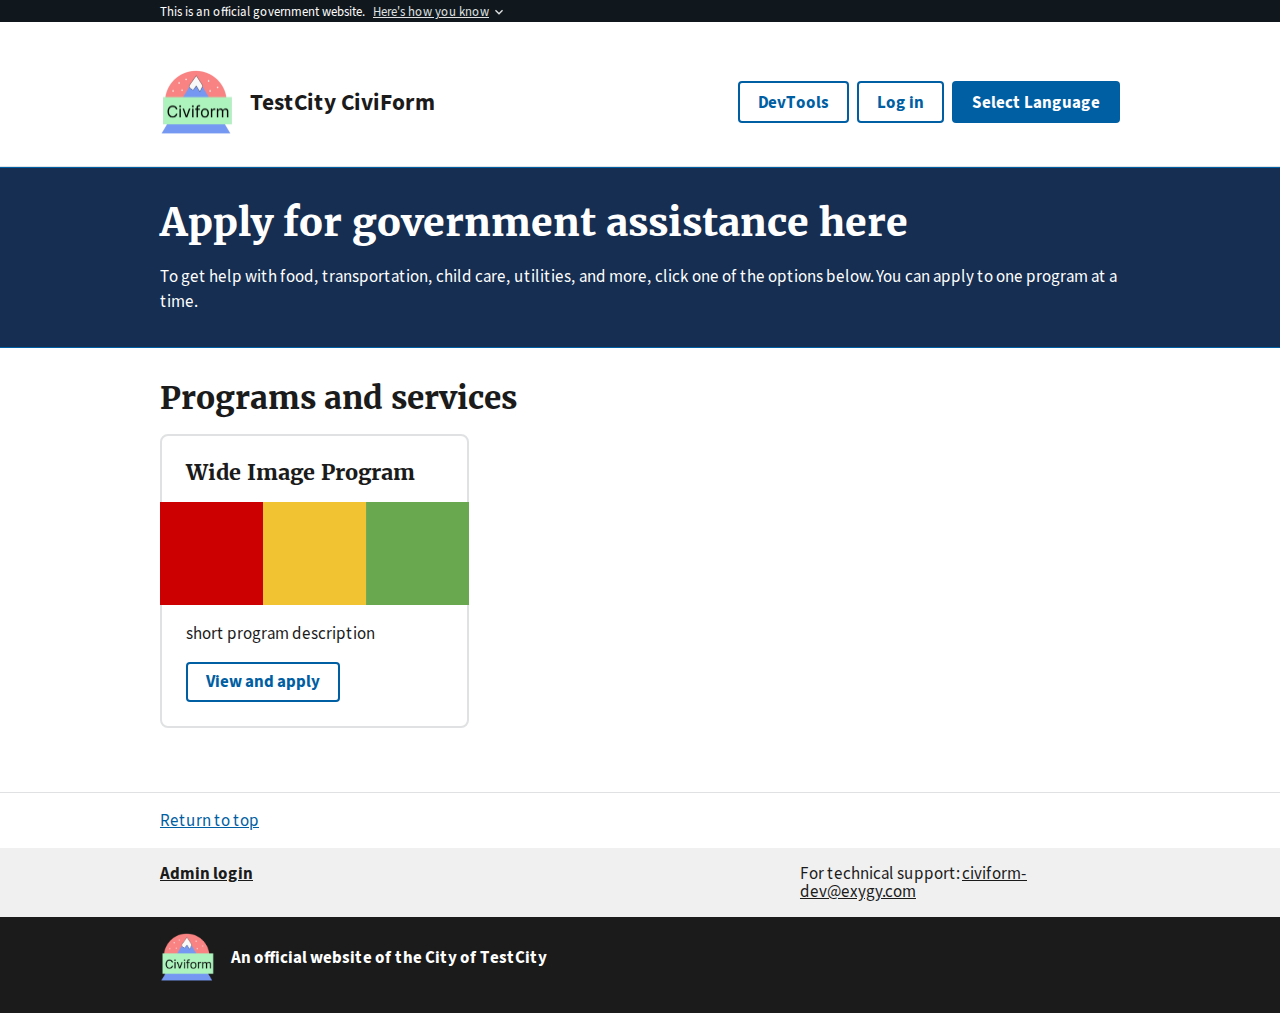 This is an official government website. Here's how you know
Civiform
TestCity CiviForm
DevTools
Log in
Select Language
Apply for government assistance here
To get help with food, transportation, child care, utilities, and more, click one of the options below. You can apply to one program at a
time.
Programs and services
Wide Image Program
short program description
View and apply
Return to top
Admin login
For technical support: civiform-
dev@exygy.com
Civiform
An official website of the City of TestCity